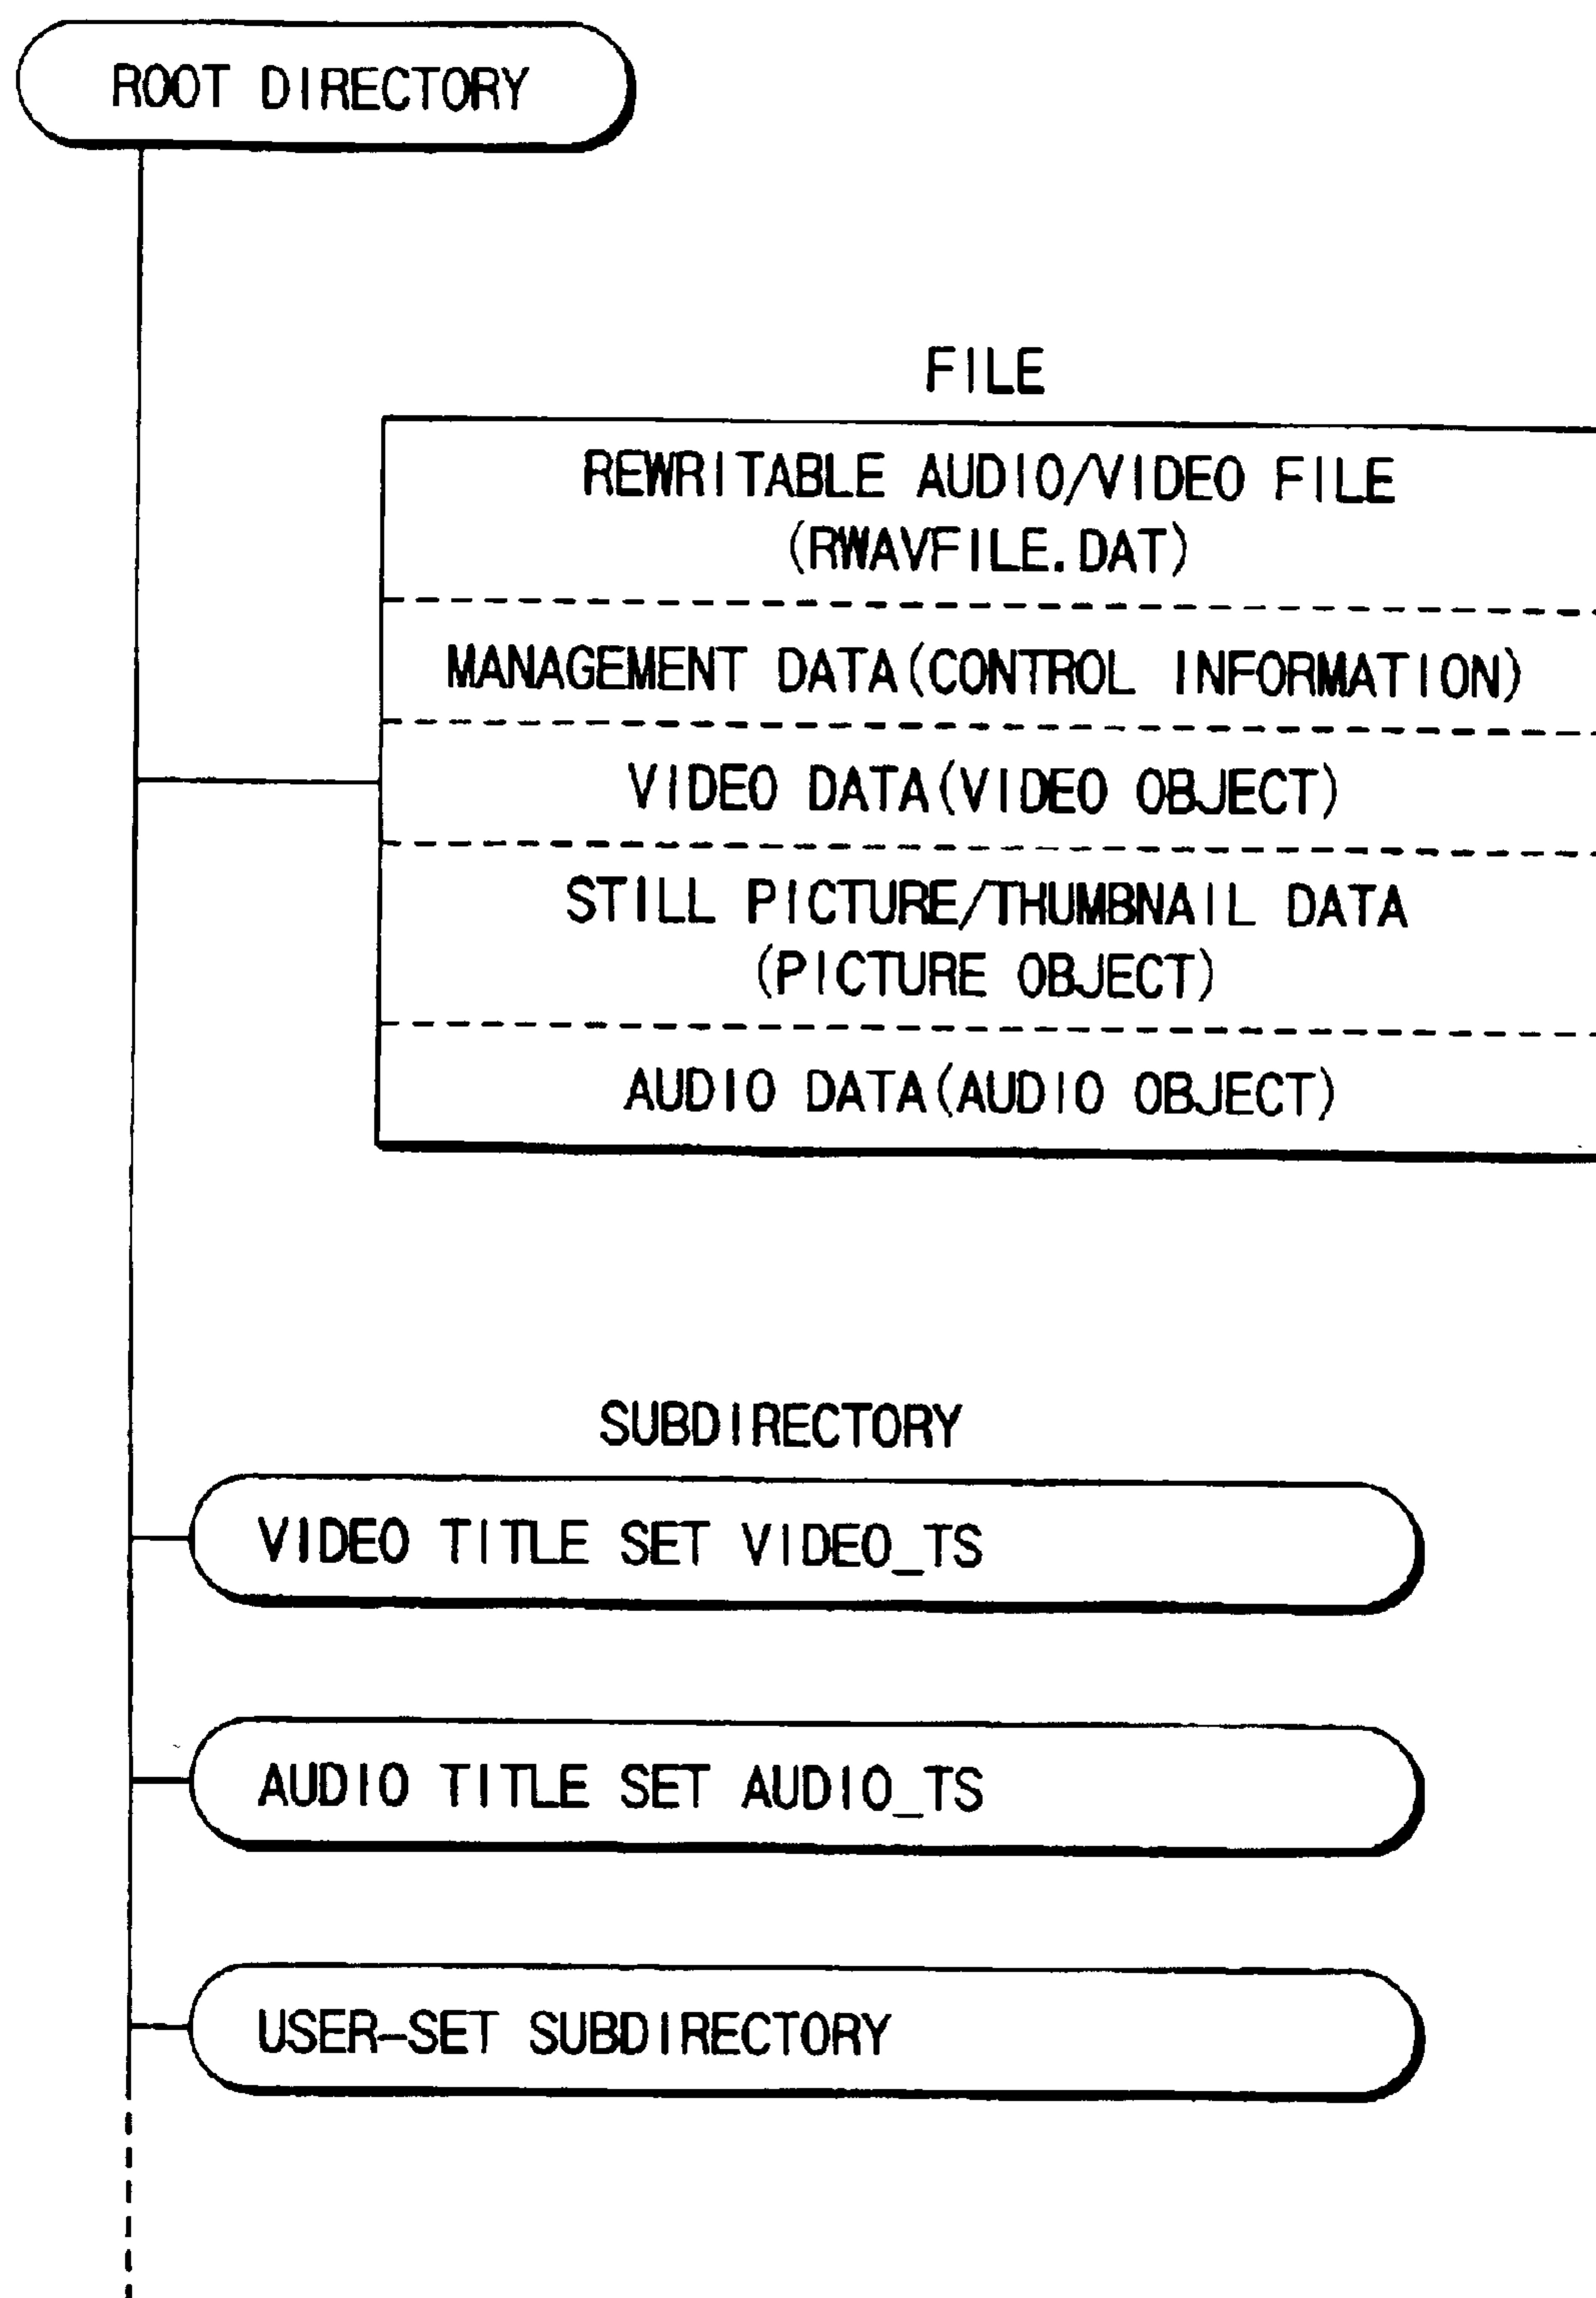 ROOT DIRECTORY
FILE
REWRITABLE AUDIO/VIDEO FILE
(RWAVFILE.DAT)
MANAGEMENT DATA(CONTROL INFORMATION)
VIDEO DATA(VIDEO OBJECT)
STILL PICTURE/THUMBNAIL DATA
(PICTURE OBJECT)
AUDIO DATA(AUDIO OBJECT)
SUBDIRECTORY
VIDEO TITLE SET VIDEO_TS
AUDIO TITLE SET AUDIO_TS
USER-SET SUBDIRECTORY